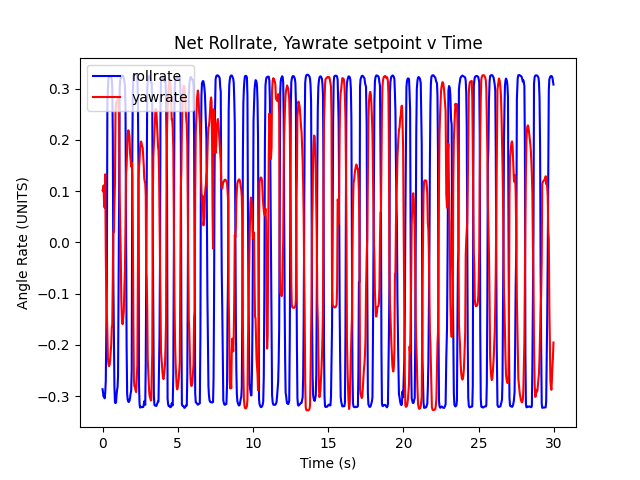 Net Rollrate, Yawrate setpoint v Time
rollrate
yawrate
Angle Rate (UNITS)
0.3
0.2
0.1
0.0
−0.1
−0.2
−0.3
0 5 10 15 20 25 30
Time (s)